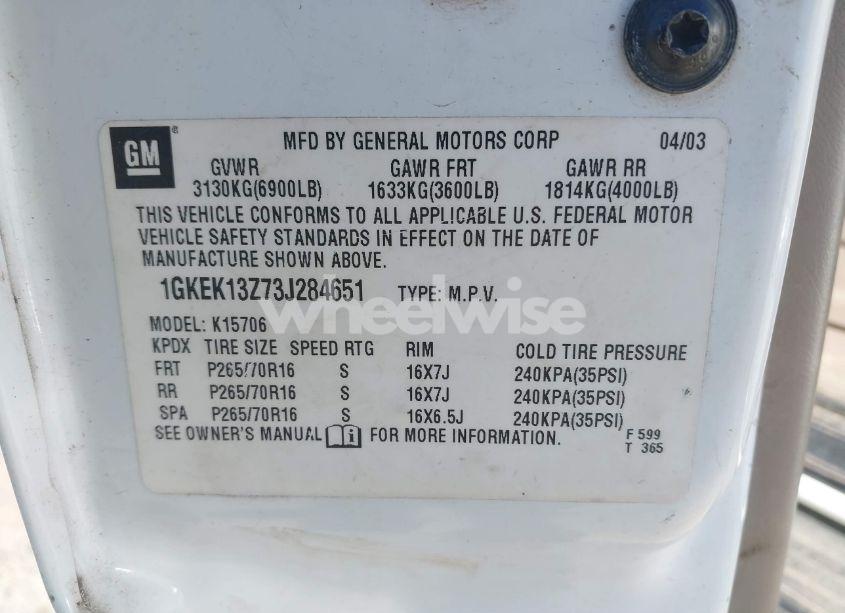 GM ® MFD BY GENERAL MOTORS CORP 04/03
GVWR GAWR FRT GAWR RR
3130KG(6900LB) 1633KG(3600LB) 1814KG(4000LB)
THIS VEHICLE CONFORMS TO ALL APPLICABLE U.S. FEDERAL MOTOR
VEHICLE SAFETY STANDARDS IN EFFECT ON THE DATE OF
MANUFACTURE SHOWN ABOVE.
1GKEK13Z73J284651 TYPE: M.P.V.
wheelwise
MODEL: K15706
KPDX TIRE SIZE SPEED RTG RIM COLD TIRE PRESSURE
FRT P265/70R16 S 16X7J 240KPA(35PSI)
RR P265/70R16 S 16X7J 240KPA(35PSI)
SPA P265/70R16 S 16X6.5J 240KPA(35PSI)
SEE OWNER'S MANUAL i FOR MORE INFORMATION.
F 599
T 365